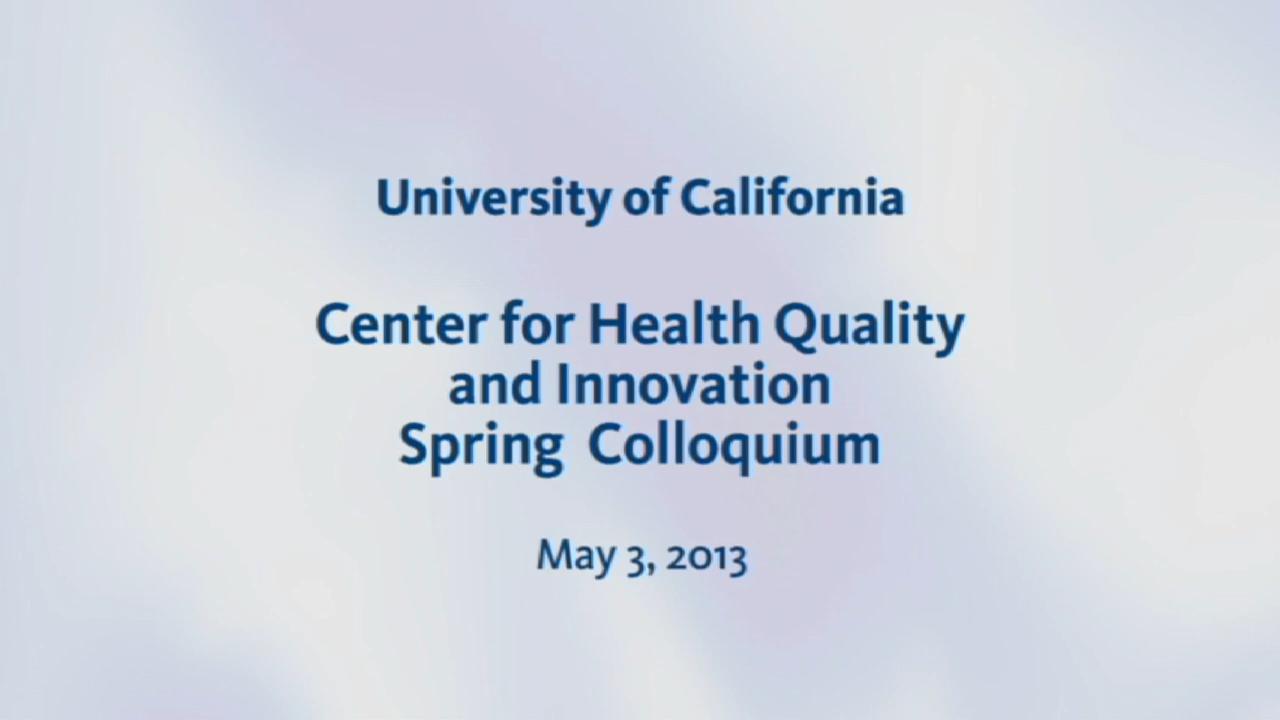 University of California
Center for Health Quality
and Innovation
Spring Colloquium
May 3, 2013